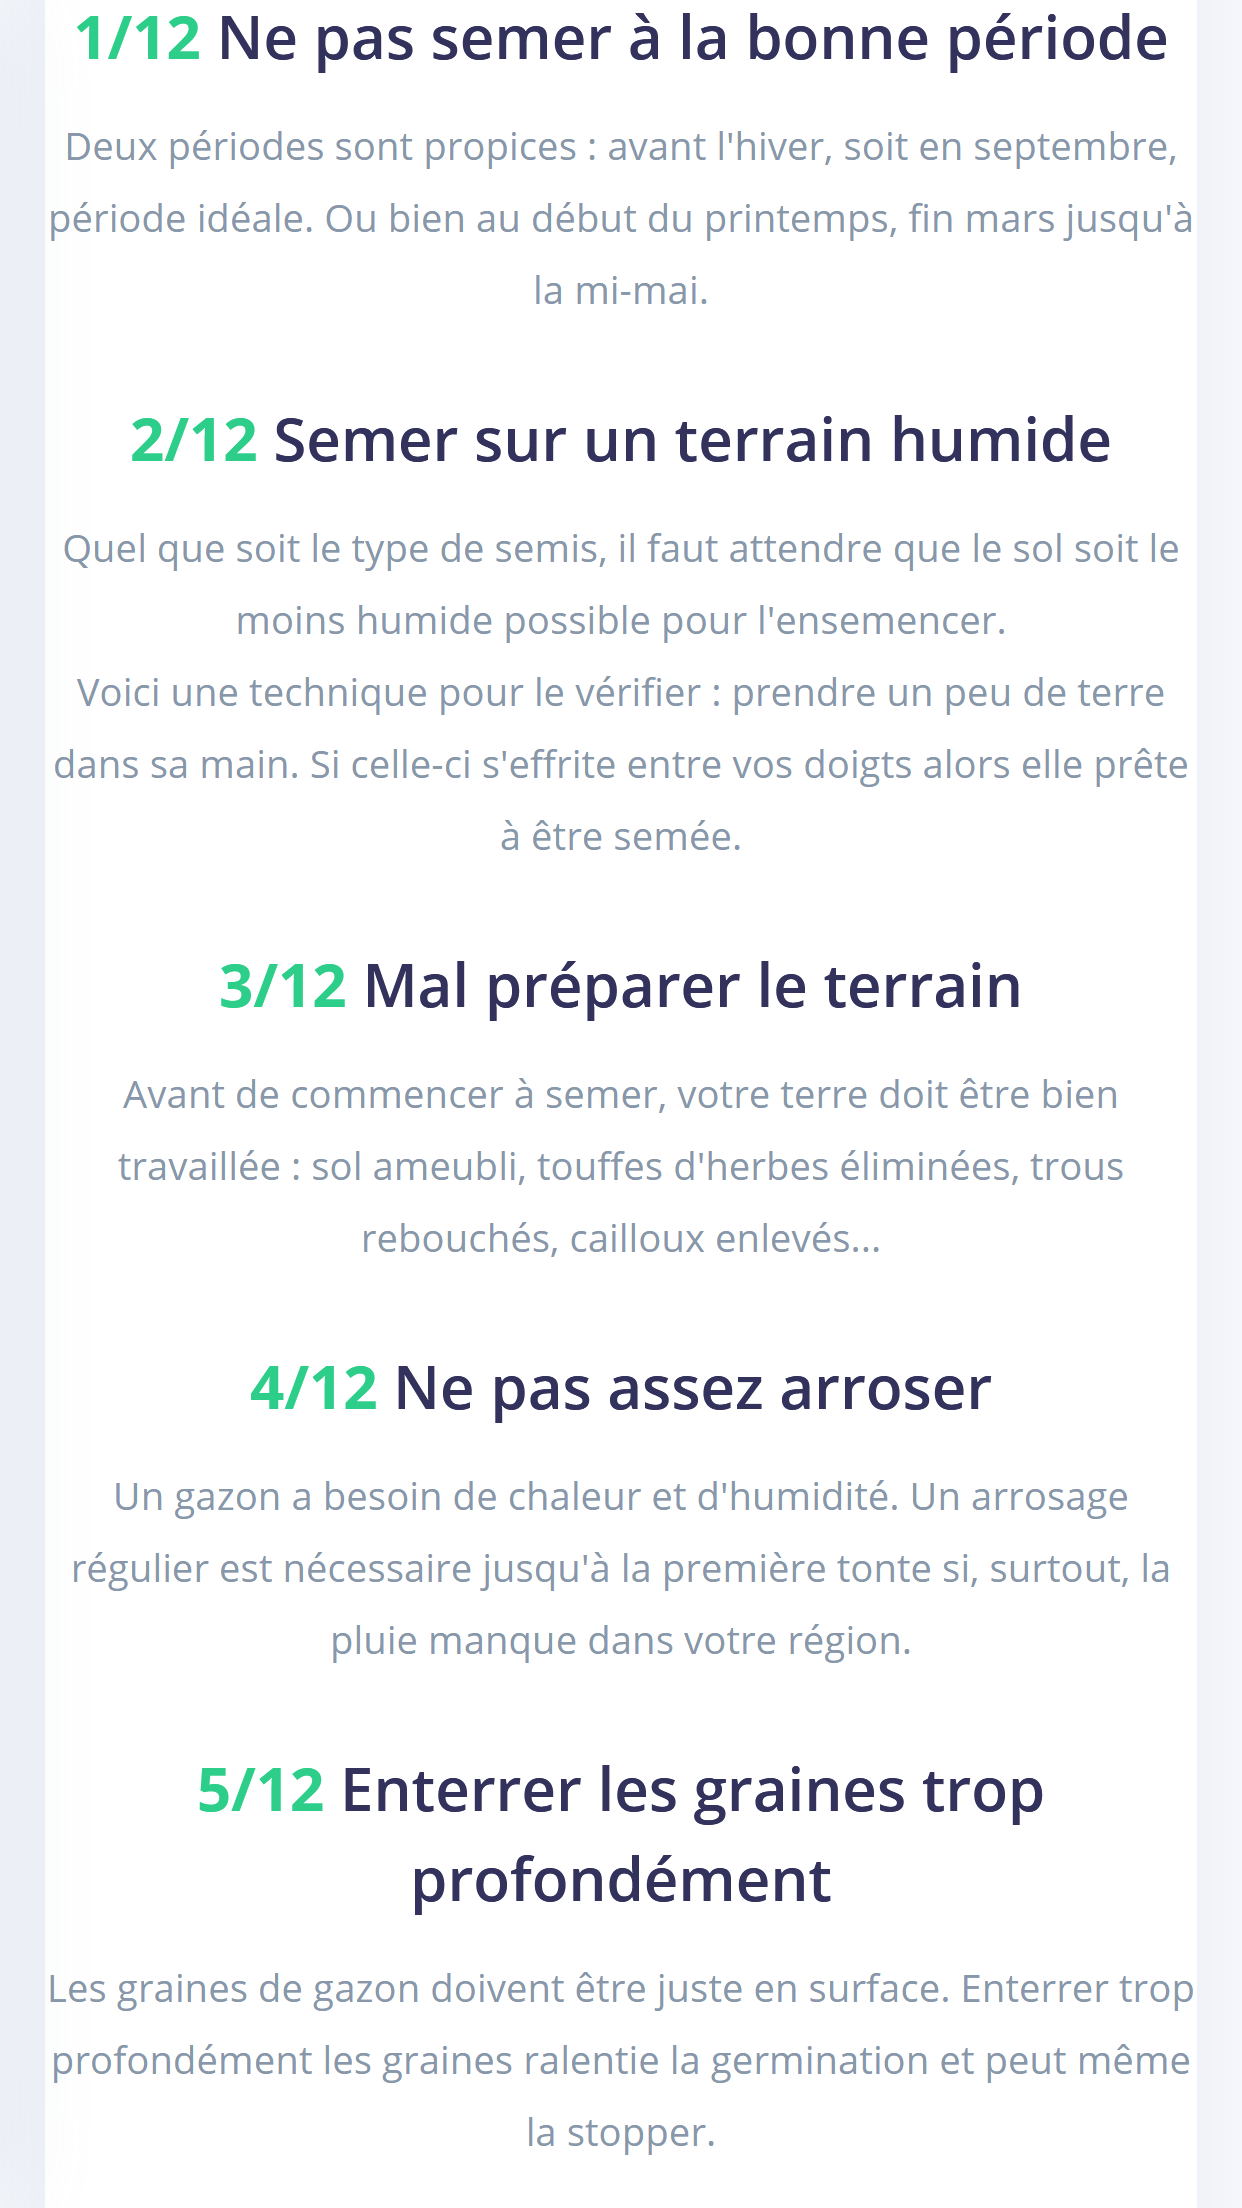 1/12 Ne pas semer à la bonne période
Deux périodes sont propices : avant l'hiver, soit en septembre,
période idéale. Ou bien au début du printemps, fin mars jusqu'à
la mi-mai.
2/12 Semer sur un terrain humide
Quel que soit le type de semis, il faut attendre que le sol soit le
moins humide possible pour l'ensemencer.
Voici une technique pour le vérifier : prendre un peu de terre
dans sa main. Si celle-ci s'effrite entre vos doigts alors elle prête
à être semée.
3/12 Mal préparer le terrain
Avant de commencer à semer, votre terre doit être bien
travaillée : sol ameubli, touffes d'herbes éliminées, trous
rebouchés, cailloux enlevés...
4/12 Ne pas assez arroser
Un gazon a besoin de chaleur et d'humidité. Un arrosage
régulier est nécessaire jusqu'à la première tonte si, surtout, la
pluie manque dans votre région.
5/12 Enterrer les graines trop
profondément
Les graines de gazon doivent être juste en surface. Enterrer trop
profondément les graines ralentie la germination et peut même
la stopper.